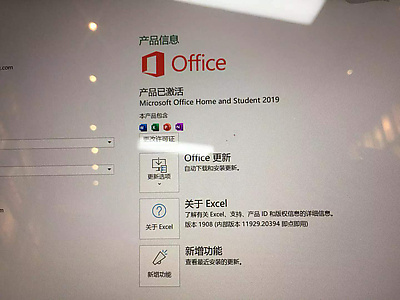 .com
产品信息
Office
产品已激活
Microsoft Office Home and Student 2019
本产品包含
更改许可证
更新选项
Office 更新
自动下载和安装更新。
关于 Excel
关于 Excel
了解有关 Excel、支持、产品 ID 和版权信息的详细信息。
版本 1908 (内部版本 11929.20394 即点即用)
新增功能
新增功能
查看最近安装的更新。